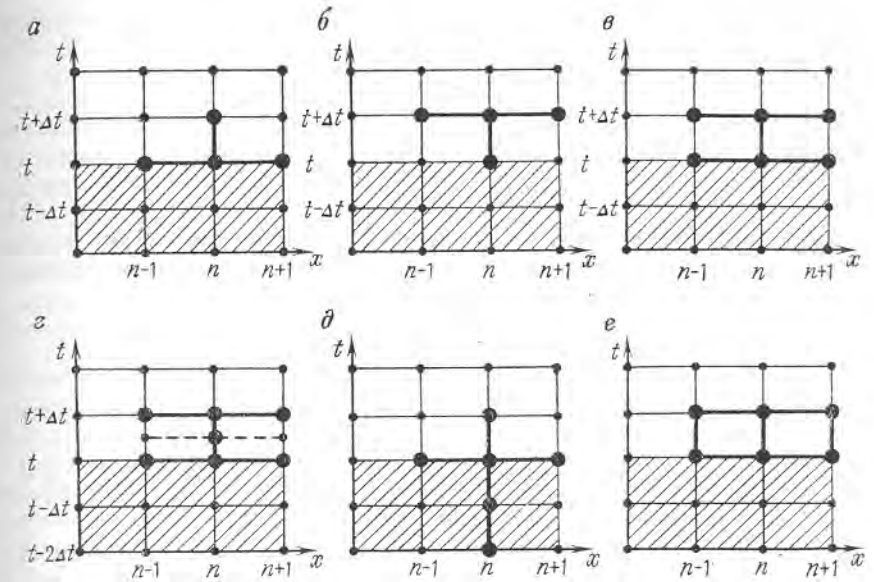 а б в
t t t
t+Δt t+Δt t+Δt
t t t
t-Δt t-Δt t-Δt
n-1 n n+1 x n-1 n n+1 x n-1 n n+1 x
г д е
t t t
t+Δt
t
t-Δt
t-2Δt
n-1 n n+1 x n-1 n n+1 x n-1 n n+1 x